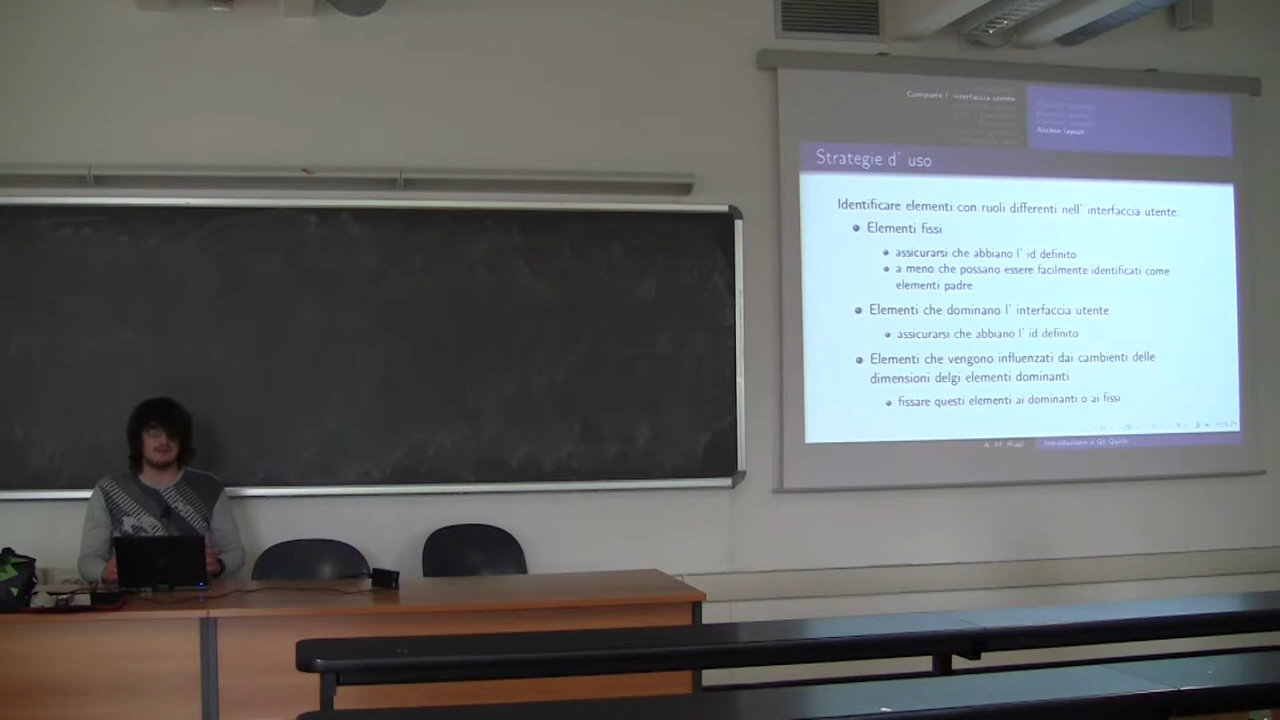 Comporre l' interfaccia utente
Anchor layout
Strategie d' uso
Identificare elementi con ruoli differenti nell' interfaccia utente:
Elementi fissi
assicurarsi che abbiano l' id definito
a meno che possano essere facilmente identificati come
elementi padre
Elementi che dominano l' interfaccia utente
assicurarsi che abbiano l' id definito
Elementi che vengono influenzati dai cambienti delle
dimensioni delgi elementi dominanti
fissare questi elementi ai dominanti o ai fissi
A. M. Rizzi
Introduzione a Qt Quick